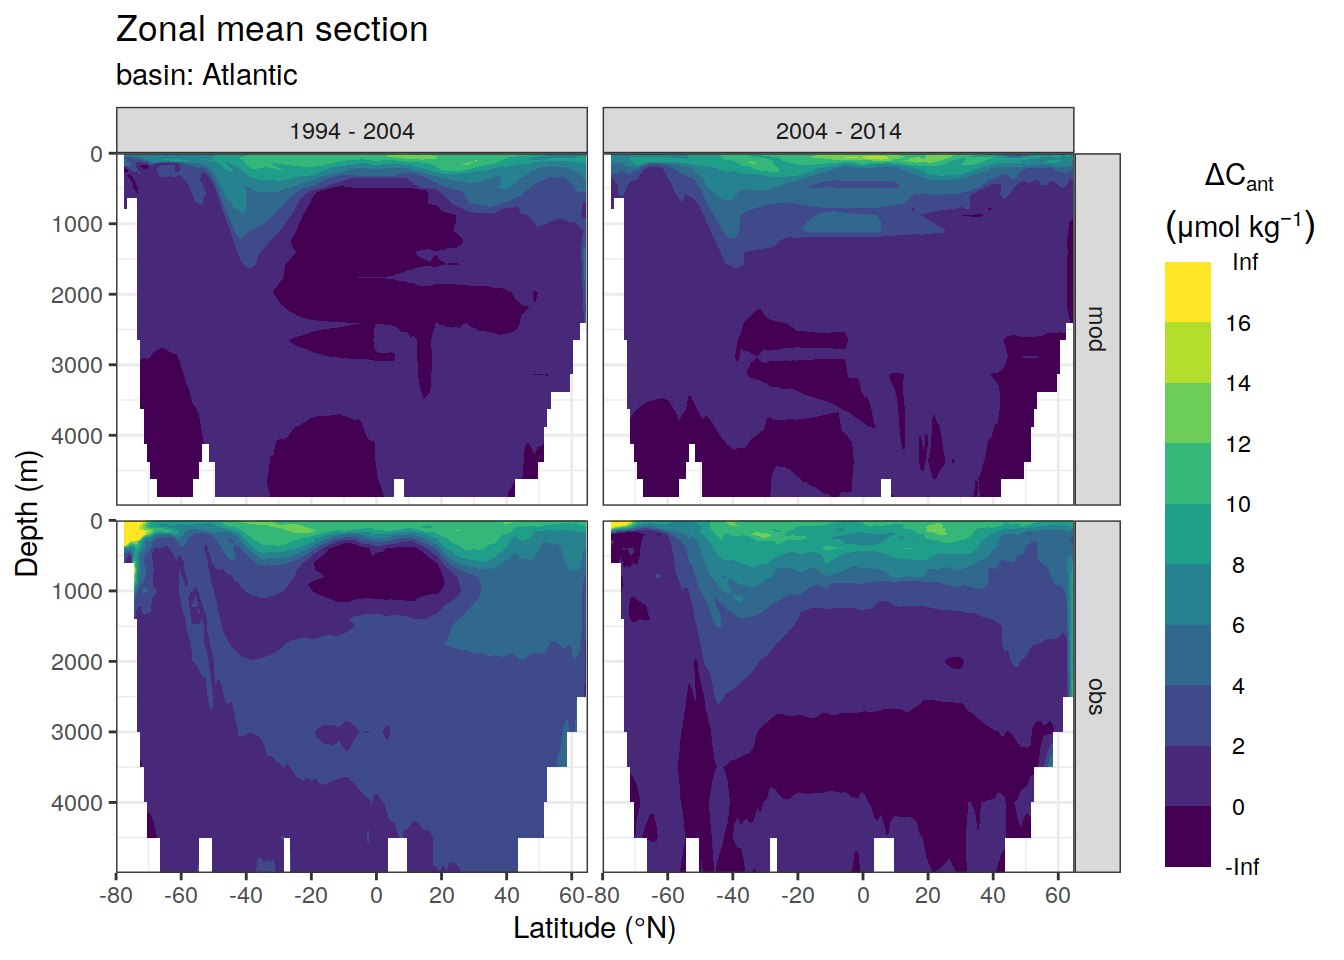 Zonal mean section
basin: Atlantic
1994 - 2004
2004 - 2014
0
1000
2000
3000
4000
mod
0
1000
2000
3000
4000
obs
-80 -60 -40 -20 0 20 40 60
-80 -60 -40 -20 0 20 40 60
Latitude (°N)
Depth (m)
ΔCant
(μmol kg⁻¹)
Inf
16
14
12
10
8
6
4
2
0
-Inf